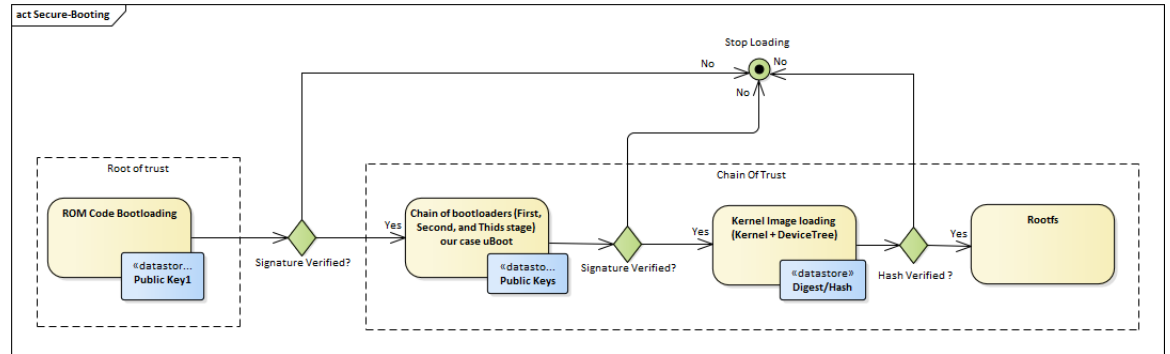 act Secure-Booting
Stop Loading
No
No
No
Root of trust
Chain Of Trust
ROM Code Bootloading
«datastor...
Public Key1
Signature Verified?
Yes
Chain of bootloaders (First,
Second, and Thids stage)
our case uBoot
«datasto...
Public Keys
Signature Verified?
Yes
Kernel Image loading
(Kernel + DeviceTree)
«datastore»
Digest/Hash
Hash Verified ?
Yes
Rootfs